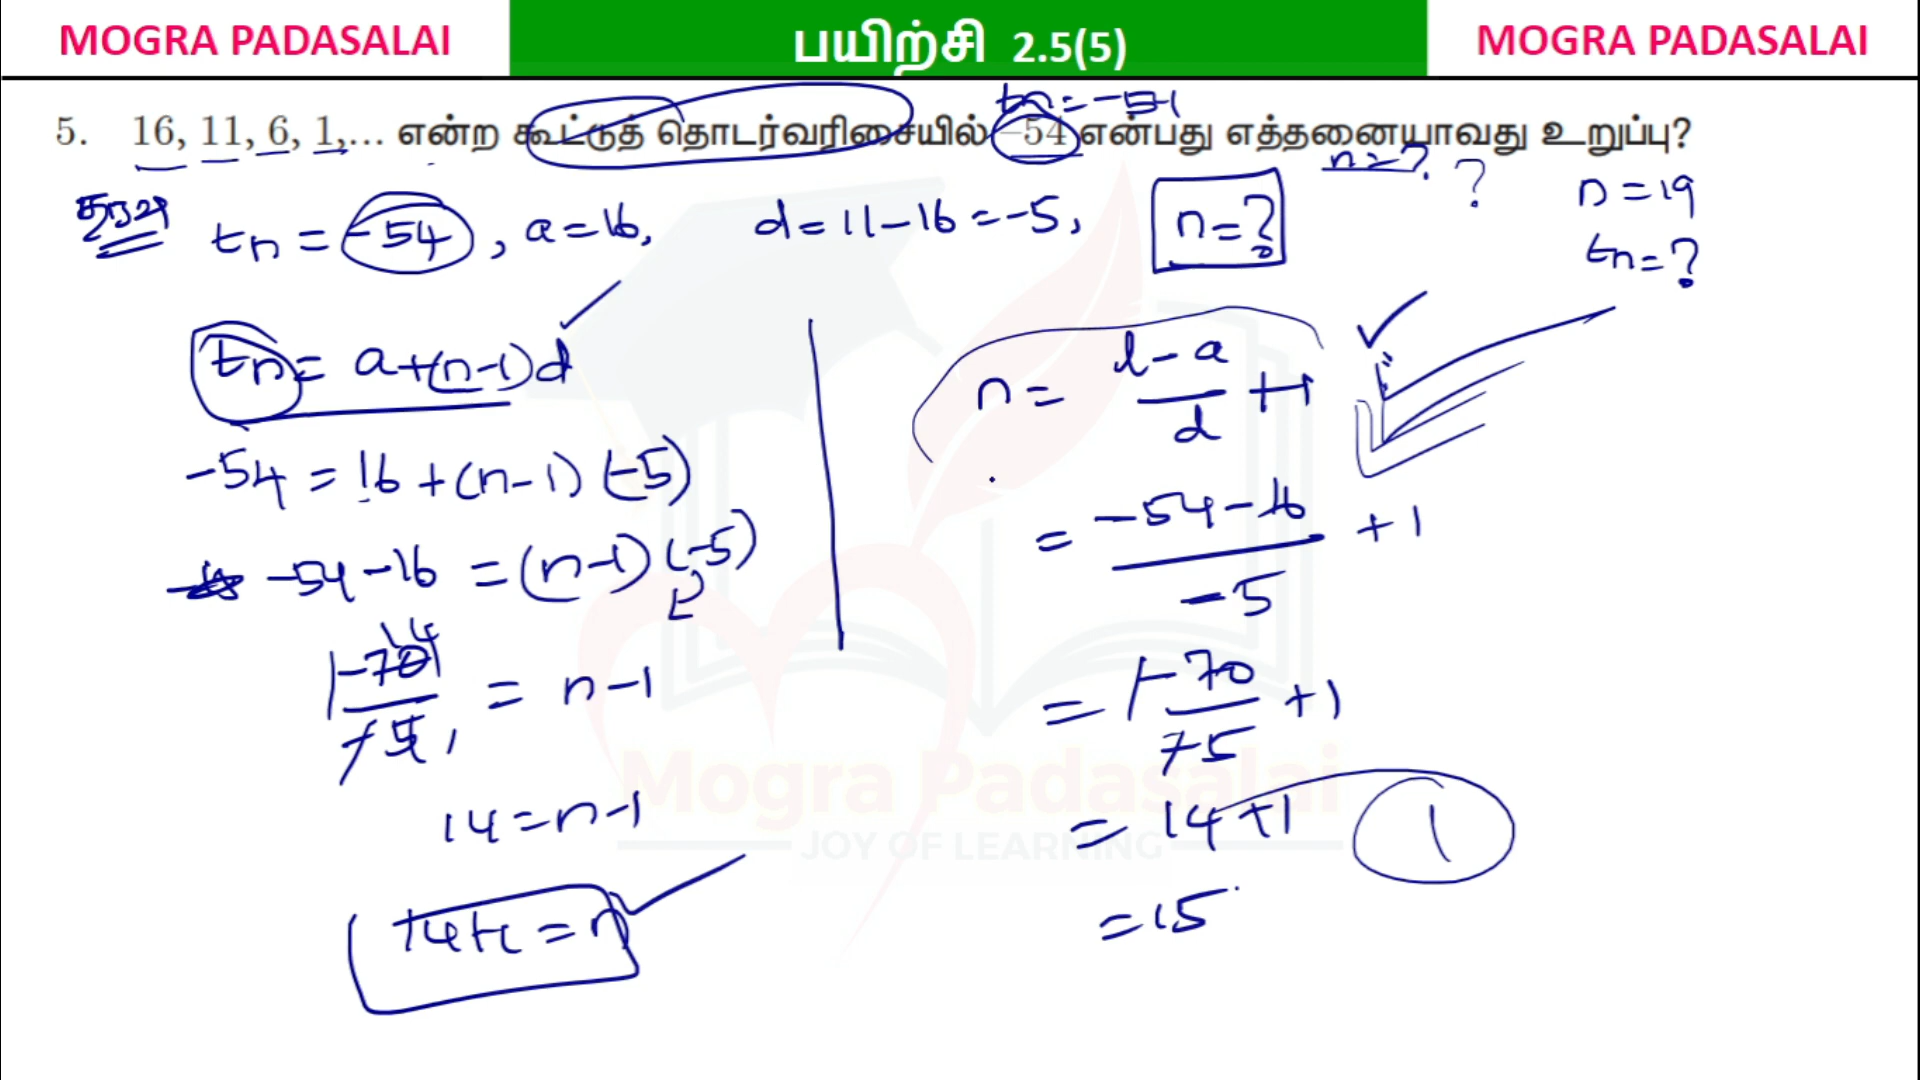 MOGRA PADASALAI
பயிற்சி 2.5(5)
MOGRA PADASALAI
tn = -54
5. 16, 11, 6, 1,... என்ற கூட்டுத் தொடர்வரிசையில் -54 என்பது எத்தனையாவது உறுப்பு?
n = ? ?
tn = -54, a = 16, d = 11-16 = -5, n = ?
n = 19
tn = ?
tn = a+(n-1)d
-54 = 16 + (n-1) (-5)
-54 -16 = (n-1) (-5)
14
-70/-5 1 = n-1
14 = n-1
14+1 = n
n = l-a/d +1
= -54-16/-5 +1
= -70/-5 +1
= 14+1
1
= 15
Mogra Padasalai
JOY OF LEARNING